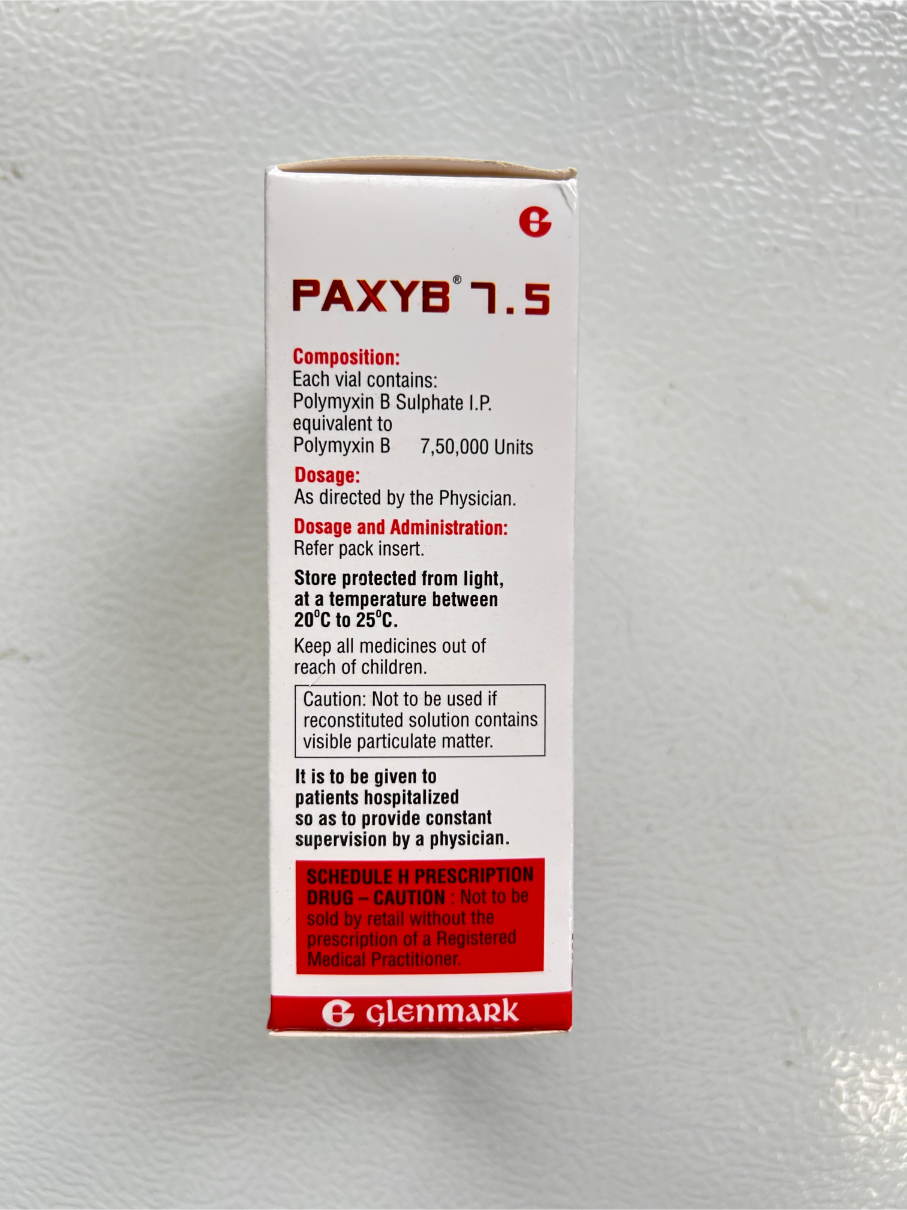 PAXYB® 7.5
Composition:
Each vial contains:
Polymyxin B Sulphate I.P.
equivalent to
Polymyxin B 7,50,000 Units
Dosage:
As directed by the Physician.
Dosage and Administration:
Refer pack insert.
Store protected from light,
at a temperature between
20⁰C to 25⁰C.
Keep all medicines out of
reach of children.
Caution: Not to be used if
reconstituted solution contains
visible particulate matter.
It is to be given to
patients hospitalized
so as to provide constant
supervision by a physician.
SCHEDULE H PRESCRIPTION
DRUG – CAUTION : Not to be
sold by retail without the
prescription of a Registered
Medical Practitioner.
glenmark